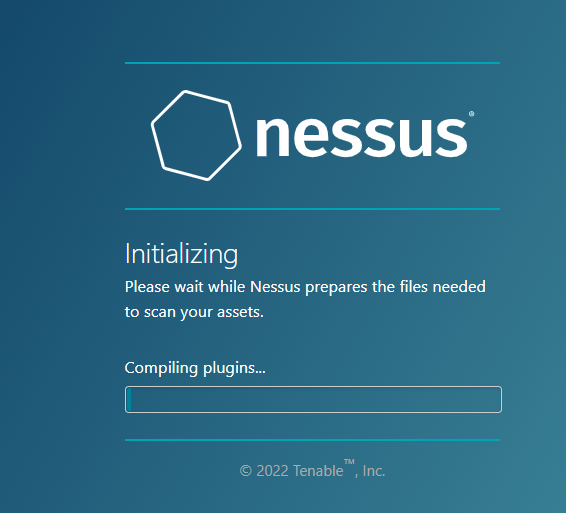 nessus®
Initializing
Please wait while Nessus prepares the files needed
to scan your assets.
Compiling plugins...
© 2022 Tenable™, Inc.